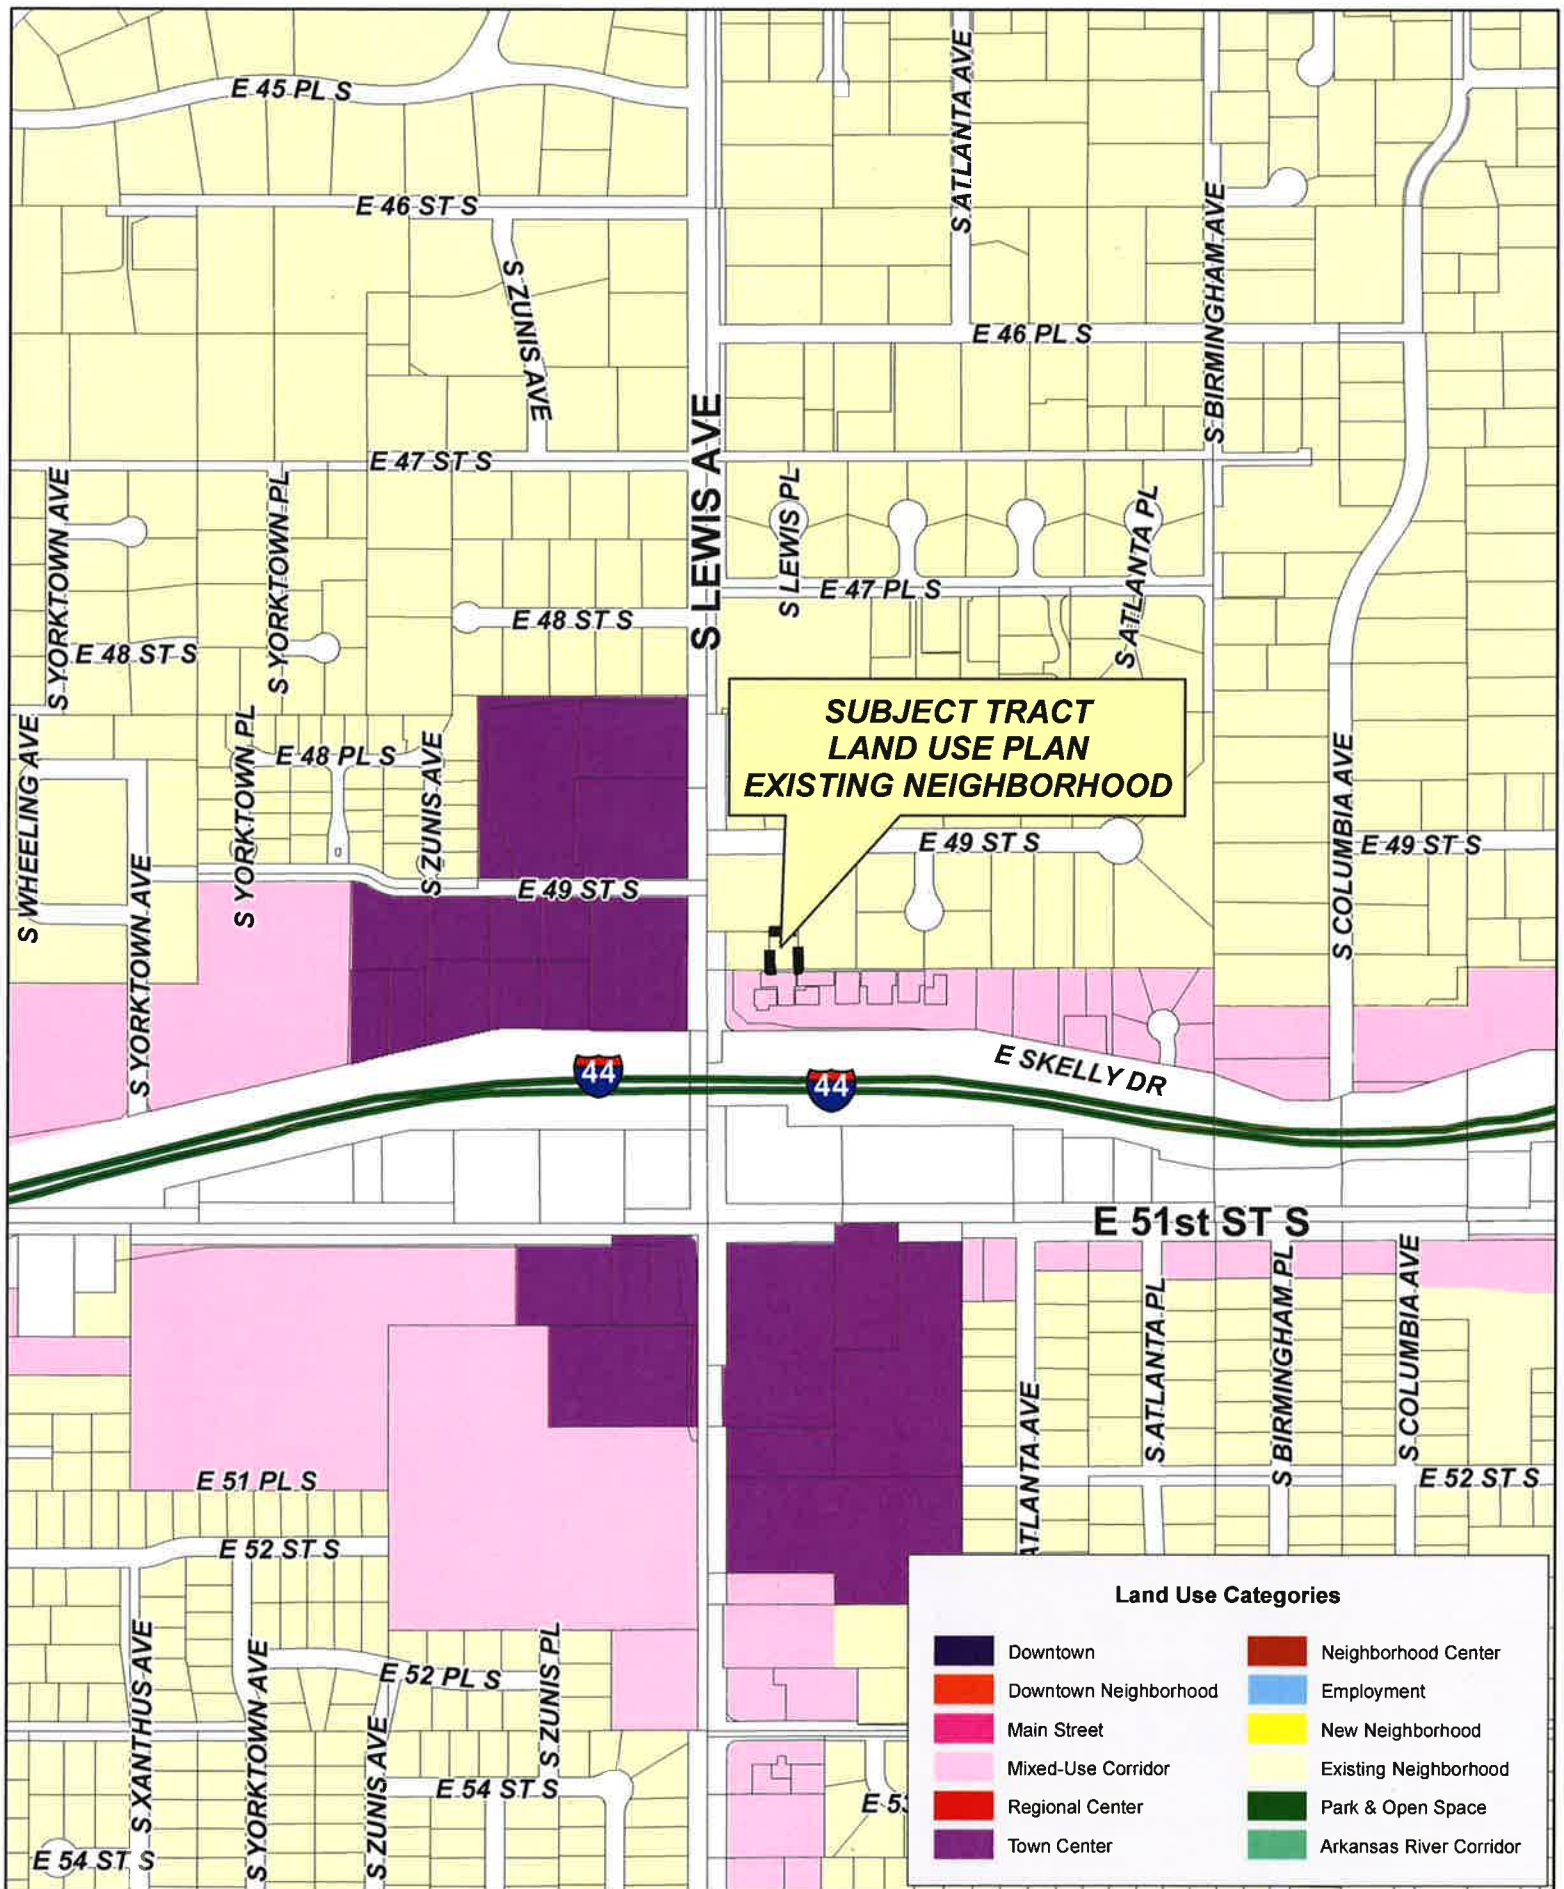 E 45 PL S
S ATLANTA AVE
E 46 ST S
S BIRMINGHAM AVE
S ZUNIS AVE
E 46 PL S
S LEWIS AVE
E 47 ST S
S YORKTOWN AVE
S YORKTOWN PL
S LEWIS PL
S ATLANTA PL
E 47 PL S
E 48 ST S
E 48 ST S
SUBJECT TRACT
LAND USE PLAN
EXISTING NEIGHBORHOOD
S WHEELING AVE
S YORKTOWN PL
E 48 PL S
S ZUNIS AVE
S COLUMBIA AVE
E 49 ST S
E 49 ST S
S YORKTOWN AVE
E 49 ST S
44
44
E SKELLY DR
E 51st ST S
S ATLANTA PL
S BIRMINGHAM PL
S COLUMBIA AVE
ATLANTA AVE
E 51 PL S
E 52 ST S
E 52 ST S
S XANTHUS AVE
S YORKTOWN AVE
E 52 PL S
S ZUNIS PL
S ZUNIS AVE
E 54 ST S
E 53
E 54 ST S
Land Use Categories
Downtown
Downtown Neighborhood
Main Street
Mixed-Use Corridor
Regional Center
Town Center
Neighborhood Center
Employment
New Neighborhood
Existing Neighborhood
Park & Open Space
Arkansas River Corridor